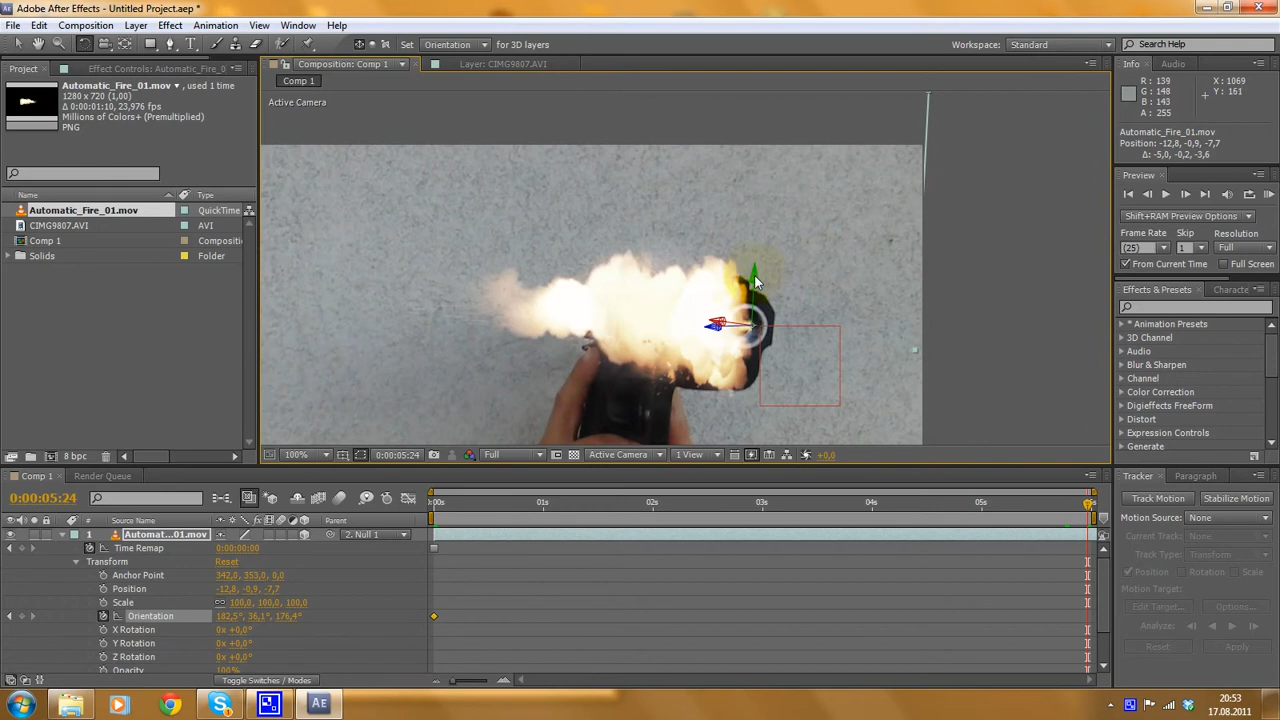 Adobe After Effects - Untitled Project.aep *
File Edit Composition Layer Effect Animation View Window Help
Set Orientation for 3D layers
Workspace: Standard
Search Help
Project
Effect Controls: Automatic_Fire_0
Automatic_Fire_01.mov , used 1 time
1280 x 720 (1,00)
Δ 0:00:01:10, 23,976 fps
Millions of Colors+ (Premultiplied)
PNG
Name Type
Automatic_Fire_01.mov QuickTime
CIMG9807.AVI AVI
Comp 1 Compositi
Solids Folder
8 bpc
Composition: Comp 1
Layer: CIMG9807.AVI
Comp 1
Active Camera
100% 0:00:05:24 Full Active Camera 1 View +0,0
Info Audio
R : 139
G : 148
B : 143
A : 255
X : 1069
Y : 161
Automatic_Fire_01.mov
Position: -12,8, -0,9, -7,7
Δ: -5,0, -0,2, -3,6
Preview
Shift+RAM Preview Options
Frame Rate Skip Resolution
(25) 1 Full
From Current Time Full Screen
Effects & Presets Characte
* Animation Presets
3D Channel
Audio
Blur & Sharpen
Channel
Color Correction
Digieffects FreeForm
Distort
Expression Controls
Generate
Comp 1 Render Queue
0:00:05:24
:00s 01s 02s 03s 04s 05s
# Source Name Parent
1 Automat...01.mov 2. Null 1
Time Remap 0:00:00:00
Transform Reset
Anchor Point 342,0, 353,0, 0,0
Position -12,8, -0,9, -7,7
Scale 100,0, 100,0, 100,0
Orientation 182,5°, 36,1°, 176,4°
X Rotation 0x +0,0°
Y Rotation 0x +0,0°
Z Rotation 0x +0,0°
Opacity 100%
Toggle Switches / Modes
Tracker Paragraph
Track Motion Stabilize Motion
Motion Source: None
Current Track: None
Track Type: Transform
Position Rotation Scale
Motion Target:
Edit Target... Options...
Analyze:
Reset Apply
20:53
17.08.2011